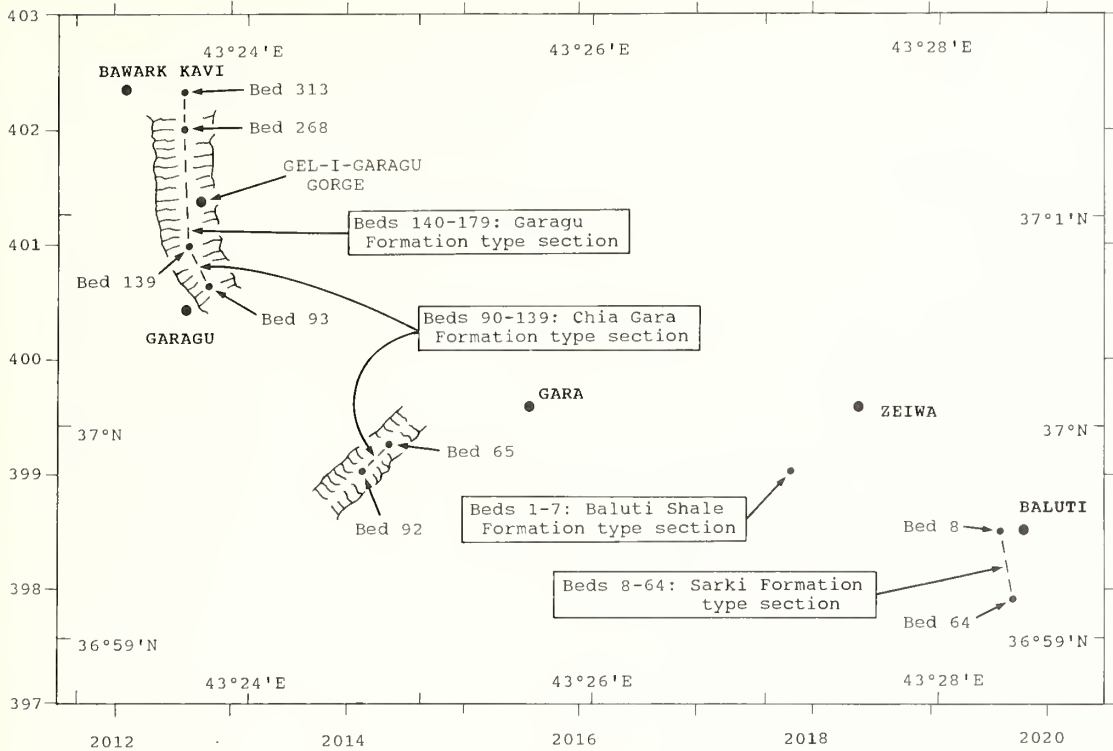 403
43°24'E
43°26'E
43°28'E
BAWARK KAVI
Bed 313
402
Bed 268
GEL-I-GARAGU
GORGE
Beds 140-179: Garagu
Formation type section
37°1'N
401
Bed 139
Bed 93
Beds 90-139: Chia Gara
Formation type section
GARAGU
400
GARA
ZEIWA
37°N
37°N
Bed 65
399
Beds 1-7: Baluti Shale
Formation type section
Bed 92
Bed 8
BALUTI
Beds 8-64: Sarki Formation
type section
398
Bed 64
36°59'N
36°59'N
43°24'E
43°26'E
43°28'E
397
2012
2014
2016
2018
2020